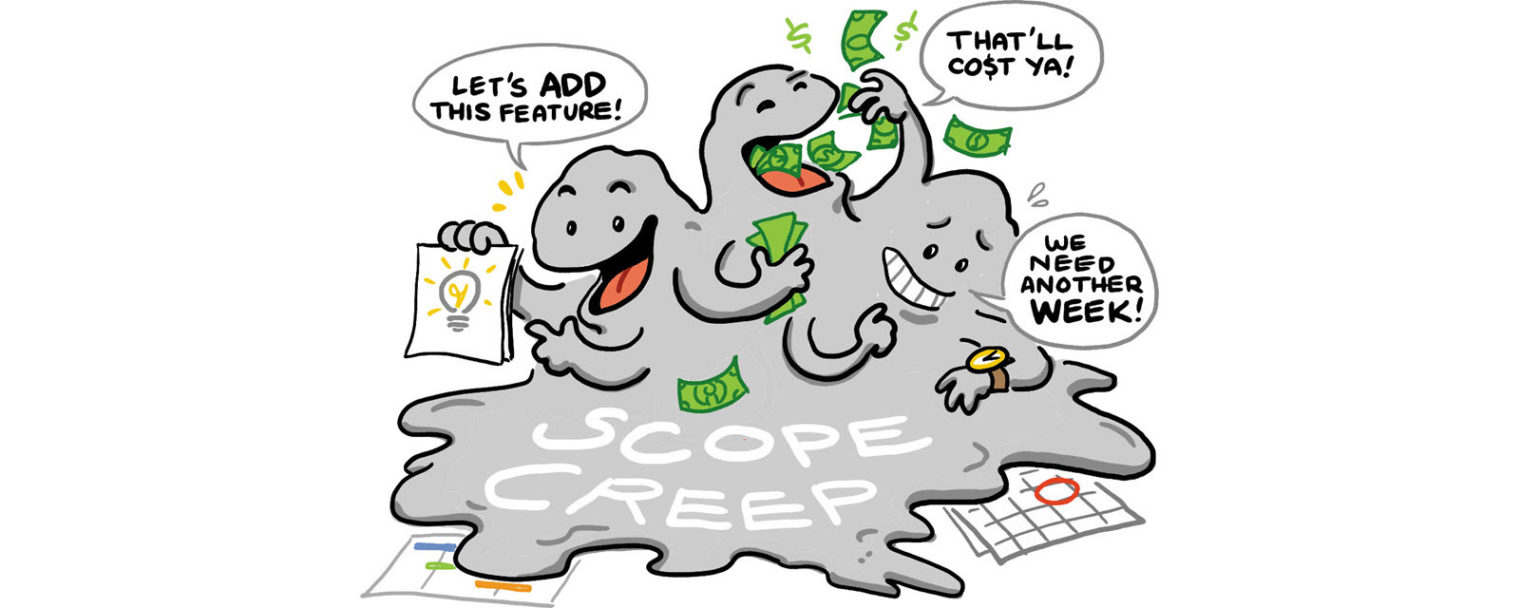 LET'S ADD
THIS FEATURE!
THAT'LL
CO$T YA!
WE
NEED
ANOTHER
WEEK!
SCOPE
CREEP